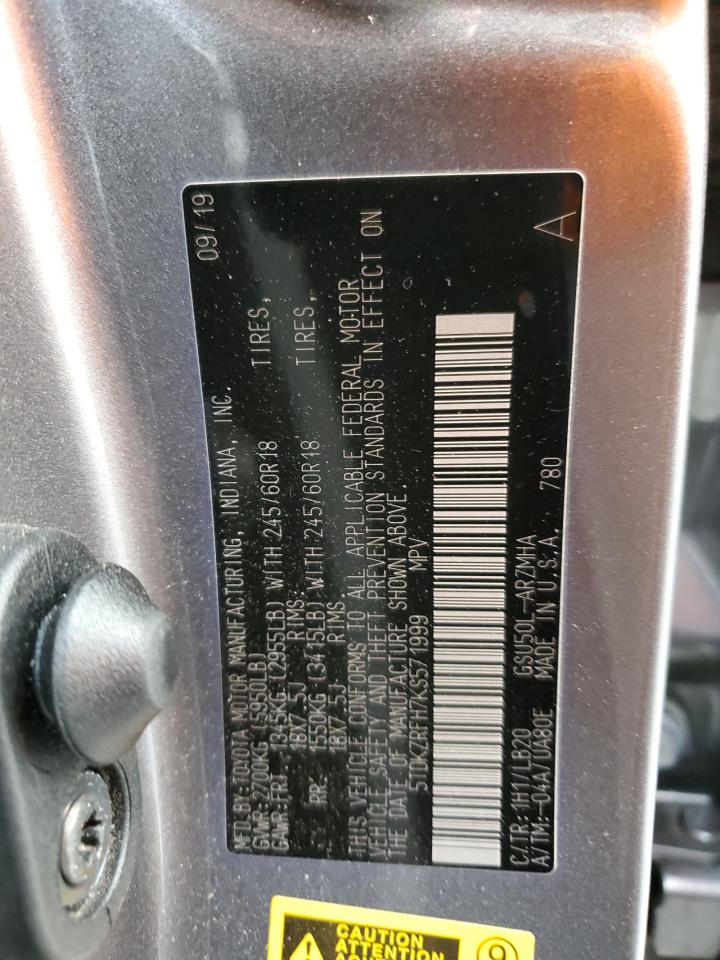 MFD.BY: TOYOTA MOTOR MANUFACTURING, INDIANA, INC. 09/19
GVWR: 2700KG (5950LB)
GAWR: FRT. 1345KG (2955LB) WITH 245/60R18 TIRES,
18X7.5J RIMS:
RR. 1550KG (3415LB) WITH 245/60R18 TIRES,
18X7.5J RIMS
THIS VEHICLE CONFORMS TO ALL APPLICABLE FEDERAL MOTOR
VEHICLE SAFETY AND THEFT PREVENTION STANDARDS IN EFFECT ON
THE DATE OF MANUFACTURE SHOWN ABOVE.
5TDKZRFH7KS571999 MPV
C/TR: 1H1/LB20 GSU50L-ARZMHA A
A/TM: -04A/UA80E MADE IN U.S.A. 780
CAUTION
ATTENTION